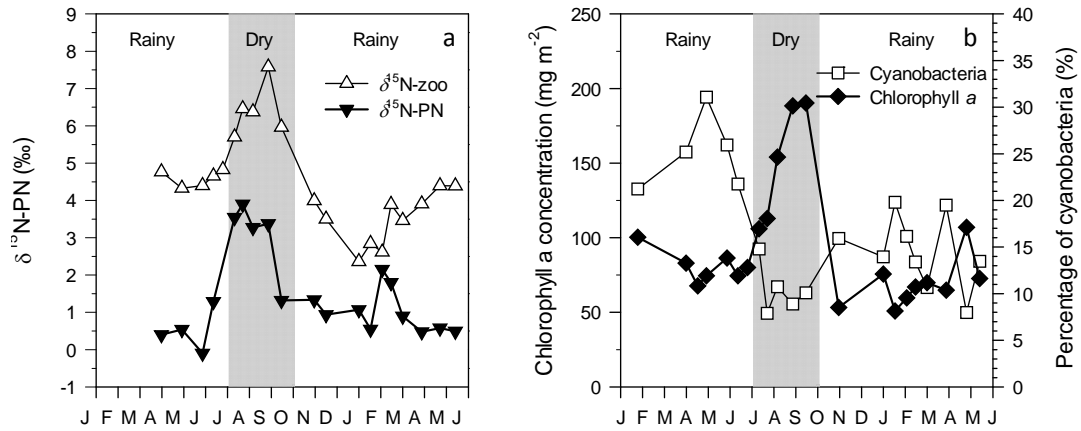 Rainy Dry Rainy a
δ¹⁵N-zoo
δ¹⁵N-PN
δ ¹⁵N-PN (‰)
9
8
7
6
5
4
3
2
1
0
-1
J F M A M J J A S O N D J F M A M J
Rainy Dry Rainy b
Cyanobacteria
Chlorophyll a
Chlorophyll a concentration (mg m⁻²)
250
200
150
100
50
0
Percentage of cyanobacteria (%)
40
35
30
25
20
15
10
5
0
J F M A M J J A S O N D J F M A M J